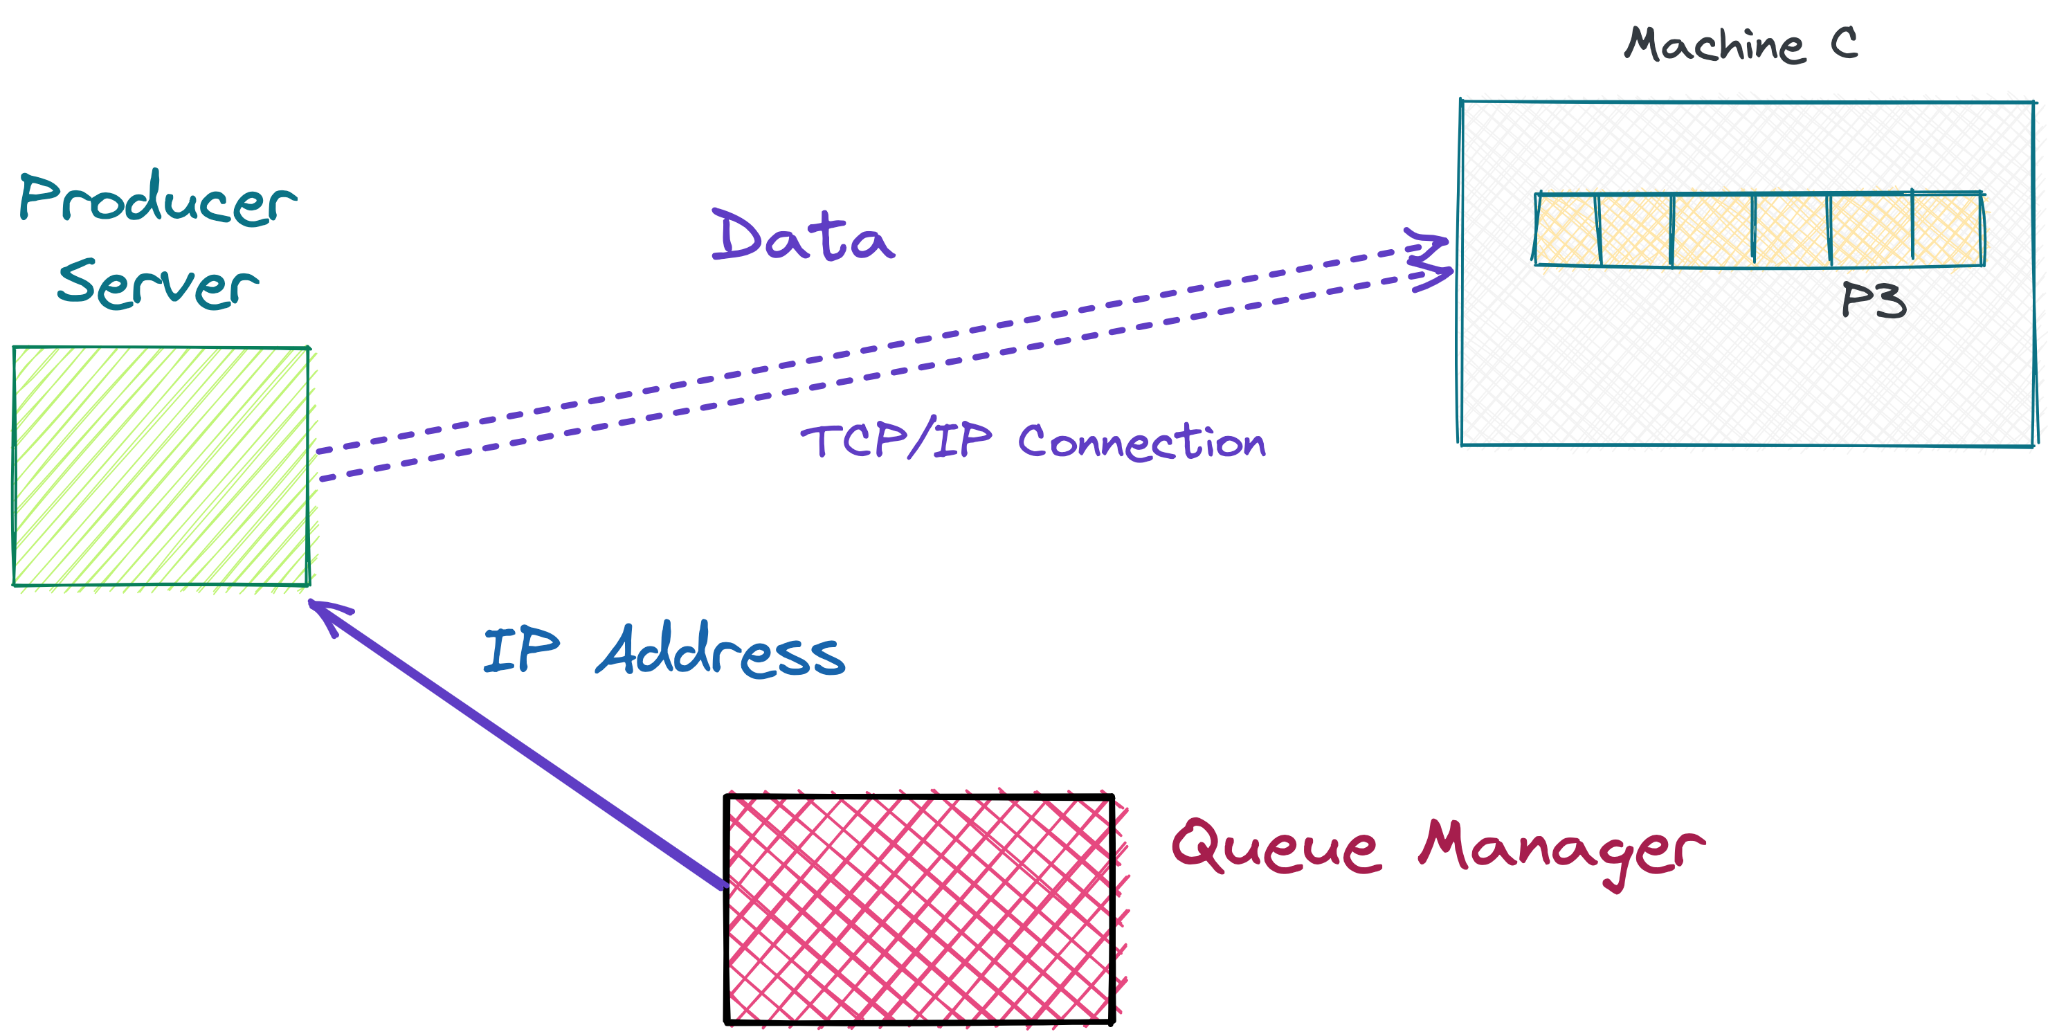 Machine C
Producer
Server
Data
P3
TCP/IP Connection
IP Address
Queue Manager